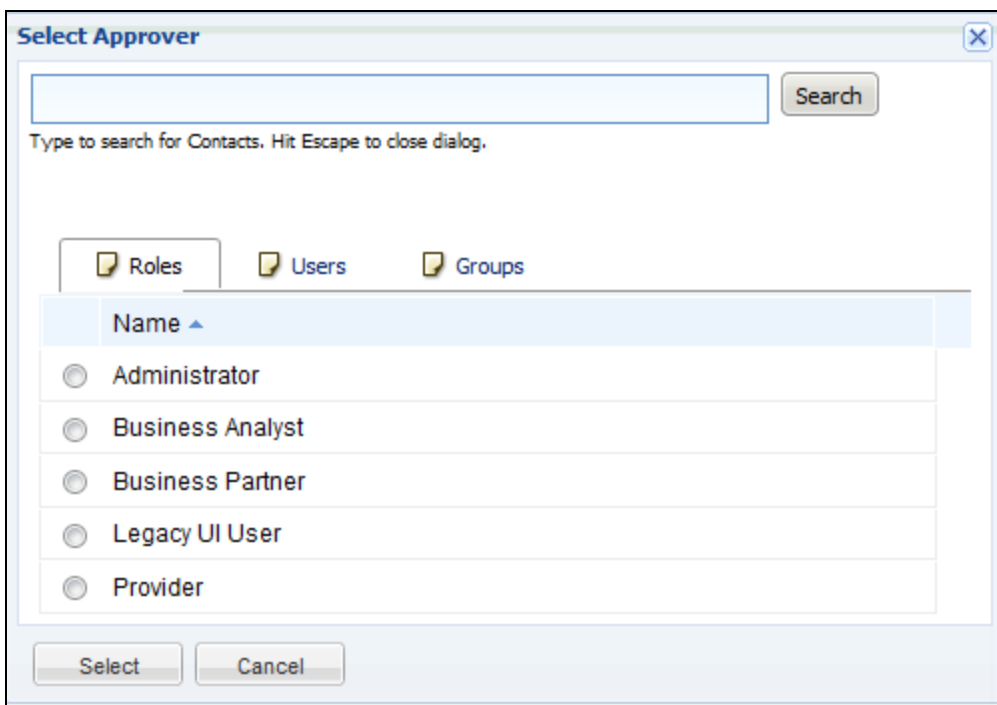 Select Approver
Search
Type to search for Contacts. Hit Escape to close dialog.
Roles Users Groups
Name
Administrator
Business Analyst
Business Partner
Legacy UI User
Provider
Select Cancel